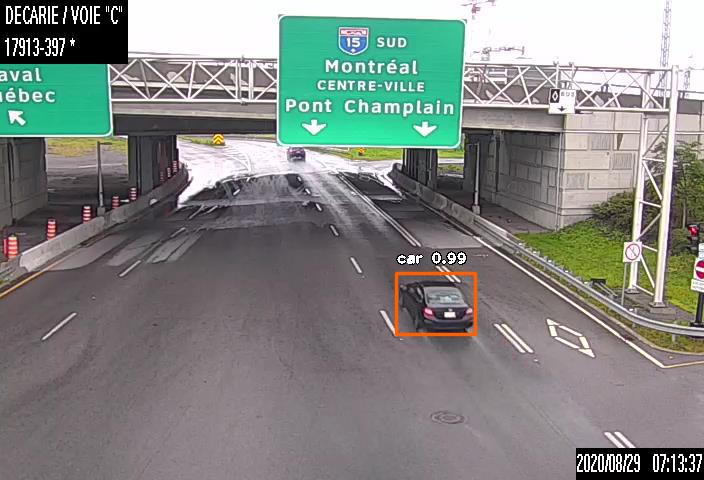 DECARIE / VOIE "C"
17913-397 *
aval
uébec
15 SUD
Montréal
CENTRE-VILLE
Pont Champlain
BUS
car 0.99
2020/08/29 07:13:37